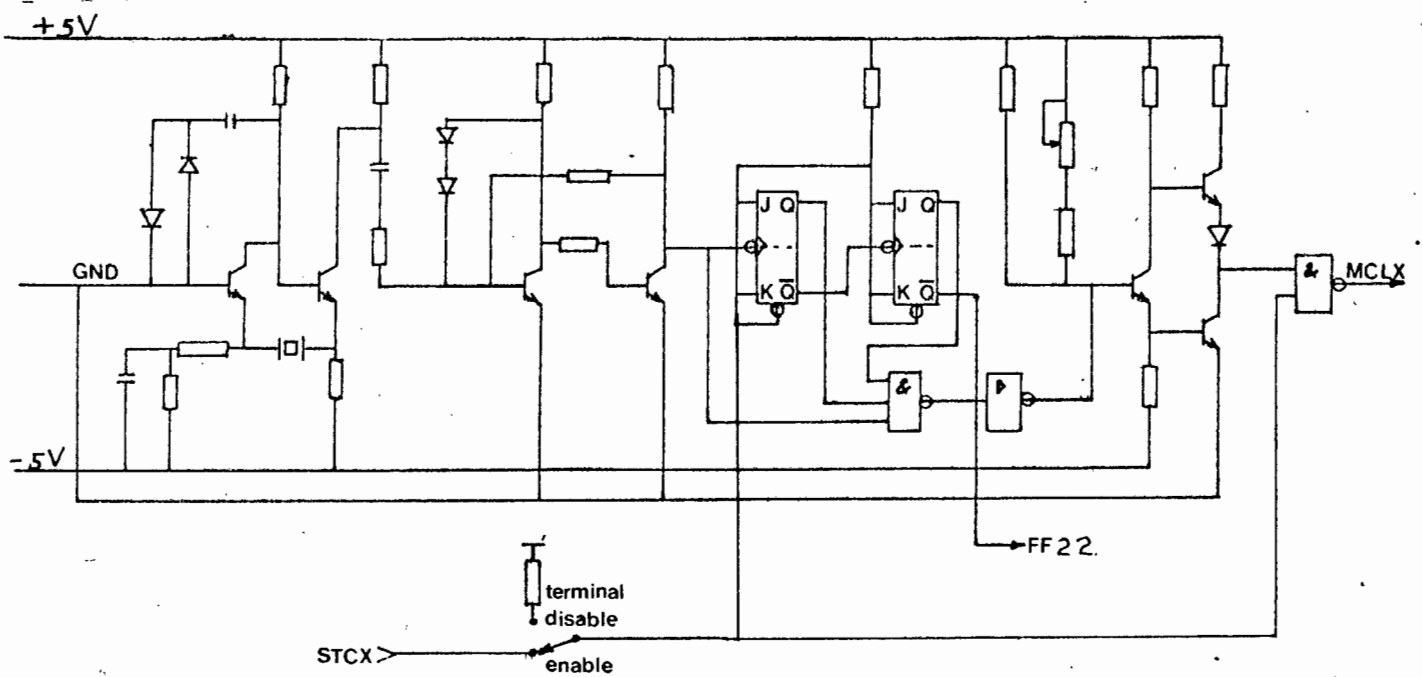 +5V
GND
J Q
K Q̅
J Q
K Q̅
&
MCLX
&
▷
-5V
FF22.
terminal
disable
STCX
enable